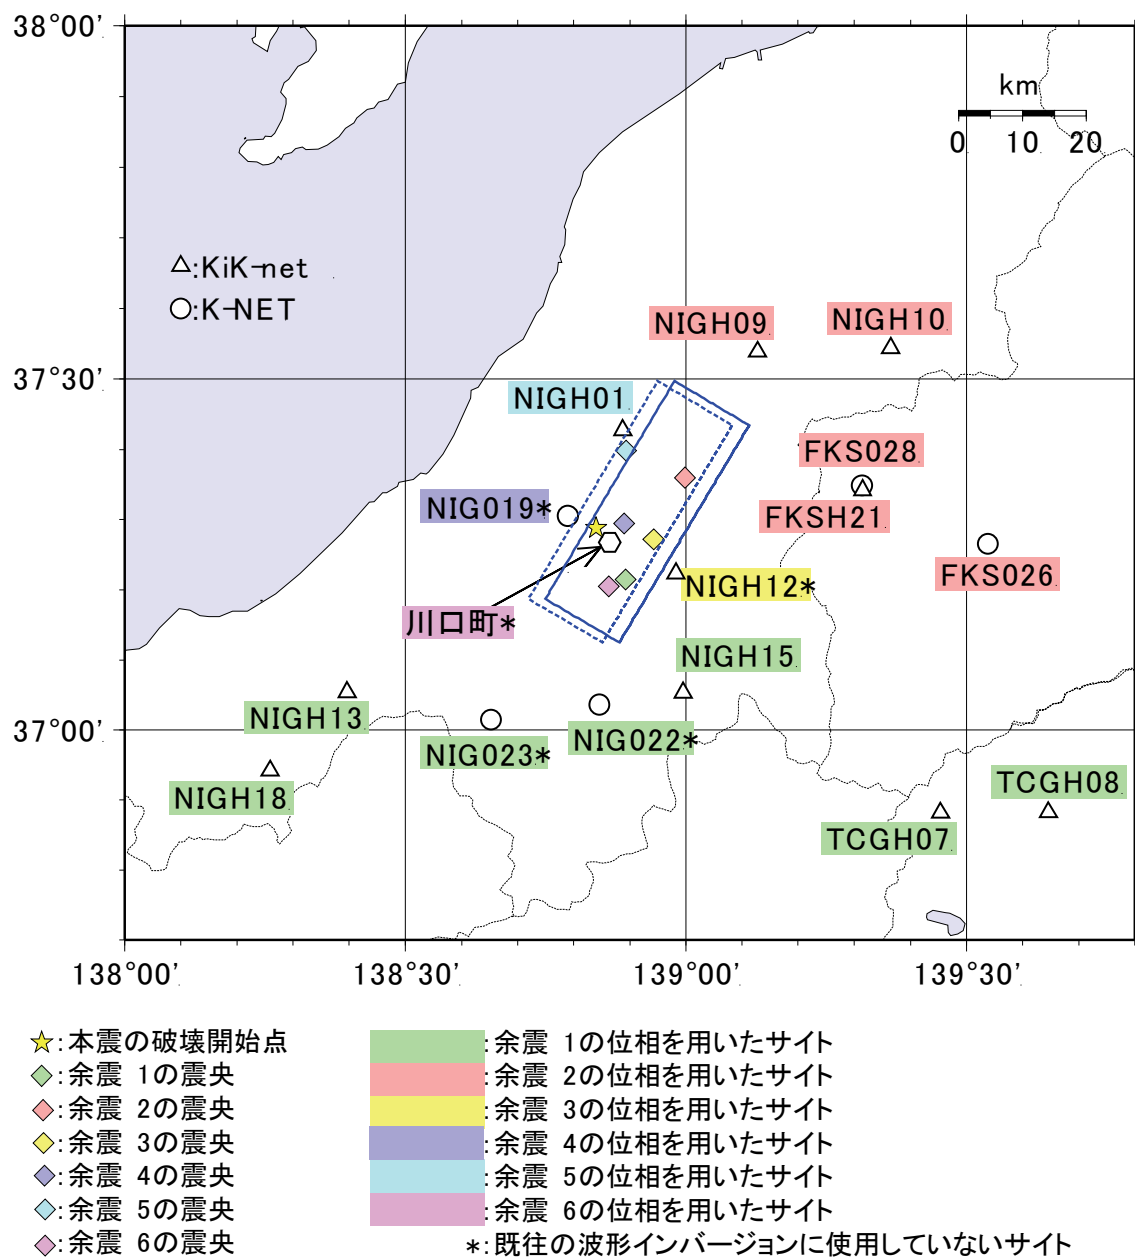 38°00'
km
0 10 20
:KiK-net
:K-NET
NIGH09
NIGH10
37°30'
NIGH01
FKS028
NIG019*
FKSH21
FKS026
NIGH12*
川口町*
NIGH15
NIGH13
37°00'
NIG022*
NIG023*
NIGH18
TCGH08
TCGH07
138°00' 138°30' 139°00' 139°30'
:本震の破壊開始点
:余震 1の震央
:余震 2の震央
:余震 3の震央
:余震 4の震央
:余震 5の震央
:余震 6の震央
:余震 1の位相を用いたサイト
:余震 2の位相を用いたサイト
:余震 3の位相を用いたサイト
:余震 4の位相を用いたサイト
:余震 5の位相を用いたサイト
:余震 6の位相を用いたサイト
*:既往の波形インバージョンに使用していないサイト